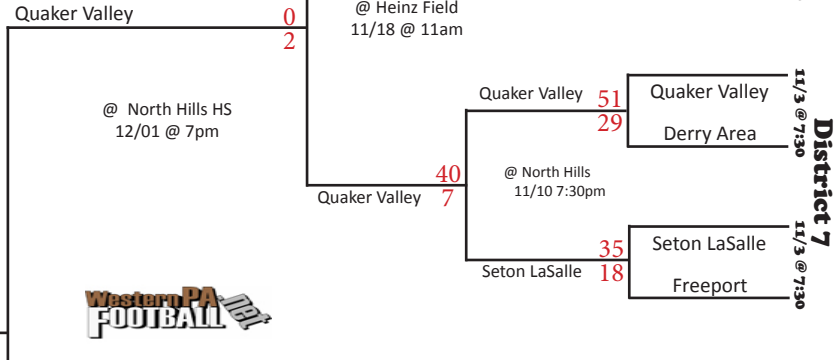 Quaker Valley
0
2
@ Heinz Field
11/18 @ 11am
@ North Hills HS
12/01 @ 7pm
Quaker Valley
40
7
Quaker Valley
51
29
@ North Hills
11/10 7:30pm
Seton LaSalle
35
18
Quaker Valley
Derry Area
11/3 @ 7:30
Seton LaSalle
Freeport
11/3 @ 7:30
District 7
Western PA
FOOTBALL
.net